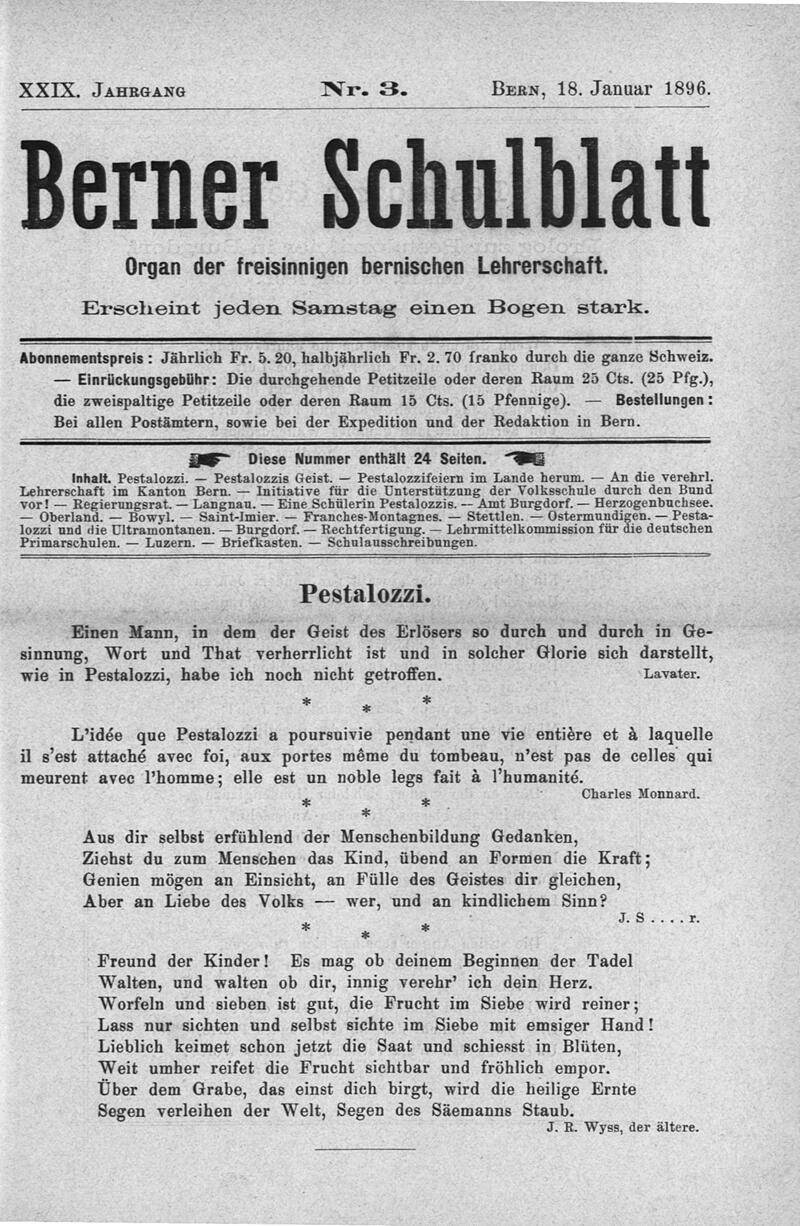 XXIX. Jahrgang Nr. 3. Bern, 18. Januar 1896.
Berner Schulblatt
Organ der freisinnigen bernischen Lehrerschaft.
Erscheint jeden Samstag einen Bogen stark.
Abonnementspreis: Jährlich Fr. 5. 20, halbjährlich Fr. 2. 70 franko durch die ganze Schweiz.
— Einrückungsgebühr: Die durchgehende Petitzeile oder deren Raum 25 Cts. (25 Pfg.),
die zweispaltige Petitzeile oder deren Raum 15 Cts. (15 Pfennige). — Bestellungen:
Bei allen Postämtern, sowie bei der Expedition und der Redaktion in Bern.
Diese Nummer enthält 24 Seiten.
Inhalt. Pestalozzi. — Pestalozzis Geist. — Pestalozzifeiern im Lande herum. — An die verehrl.
Lehrerschaft im Kanton Bern. — Initiative für die Unterstützung der Volksschule durch den Bund
vor! — Regierungsrat. — Langnau. — Eine Schülerin Pestalozzis. — Amt Burgdorf. — Herzogenbuchsee.
— Oberland. — Bowyl. — Saint-Imier. — Franches-Montagnes. — Stettlen. — Ostermundigen. — Pesta-
lozzi und die Ultramontanen. — Burgdorf. — Rechtfertigung. — Lehrmittelkommission für die deutschen
Primarschulen. — Luzern. — Briefkasten. — Schulausschreibungen.
Pestalozzi.
Einen Mann, in dem der Geist des Erlösers so durch und durch in Ge-
sinnung, Wort und That verherrlicht ist und in solcher Glorie sich darstellt,
wie in Pestalozzi, habe ich noch nicht getroffen. Lavater.
* * *
L'idée que Pestalozzi a poursuivie pendant une vie entière et à laquelle
il s'est attaché avec foi, aux portes même du tombeau, n'est pas de celles qui
meurent avec l'homme; elle est un noble legs fait à l'humanité.
Charles Monnard.
* * *
Aus dir selbst erfühlend der Menschenbildung Gedanken,
Ziehst du zum Menschen das Kind, übend an Formen die Kraft;
Genien mögen an Einsicht, an Fülle des Geistes dir gleichen,
Aber an Liebe des Volks — wer, und an kindlichem Sinn?
J. S . . . . r.
* * *
Freund der Kinder! Es mag ob deinem Beginnen der Tadel
Walten, und walten ob dir, innig verehr' ich dein Herz.
Worfeln und sieben ist gut, die Frucht im Siebe wird reiner;
Lass nur sichten und selbst sichte im Siebe mit emsiger Hand!
Lieblich keimet schon jetzt die Saat und schiesst in Blüten,
Weit umher reifet die Frucht sichtbar und fröhlich empor.
Über dem Grabe, das einst dich birgt, wird die heilige Ernte
Segen verleihen der Welt, Segen des Säemanns Staub.
J. R. Wyss, der ältere.